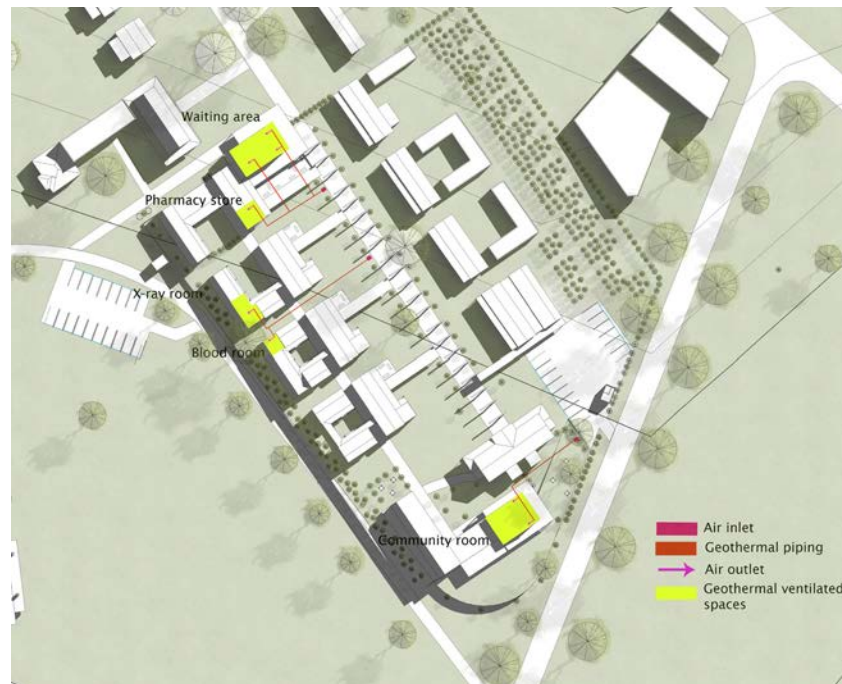 Waiting area
Pharmacy store
X-ray room
Blood room
Community room
Air inlet
Geothermal piping
Air outlet
Geothermal ventilated
spaces